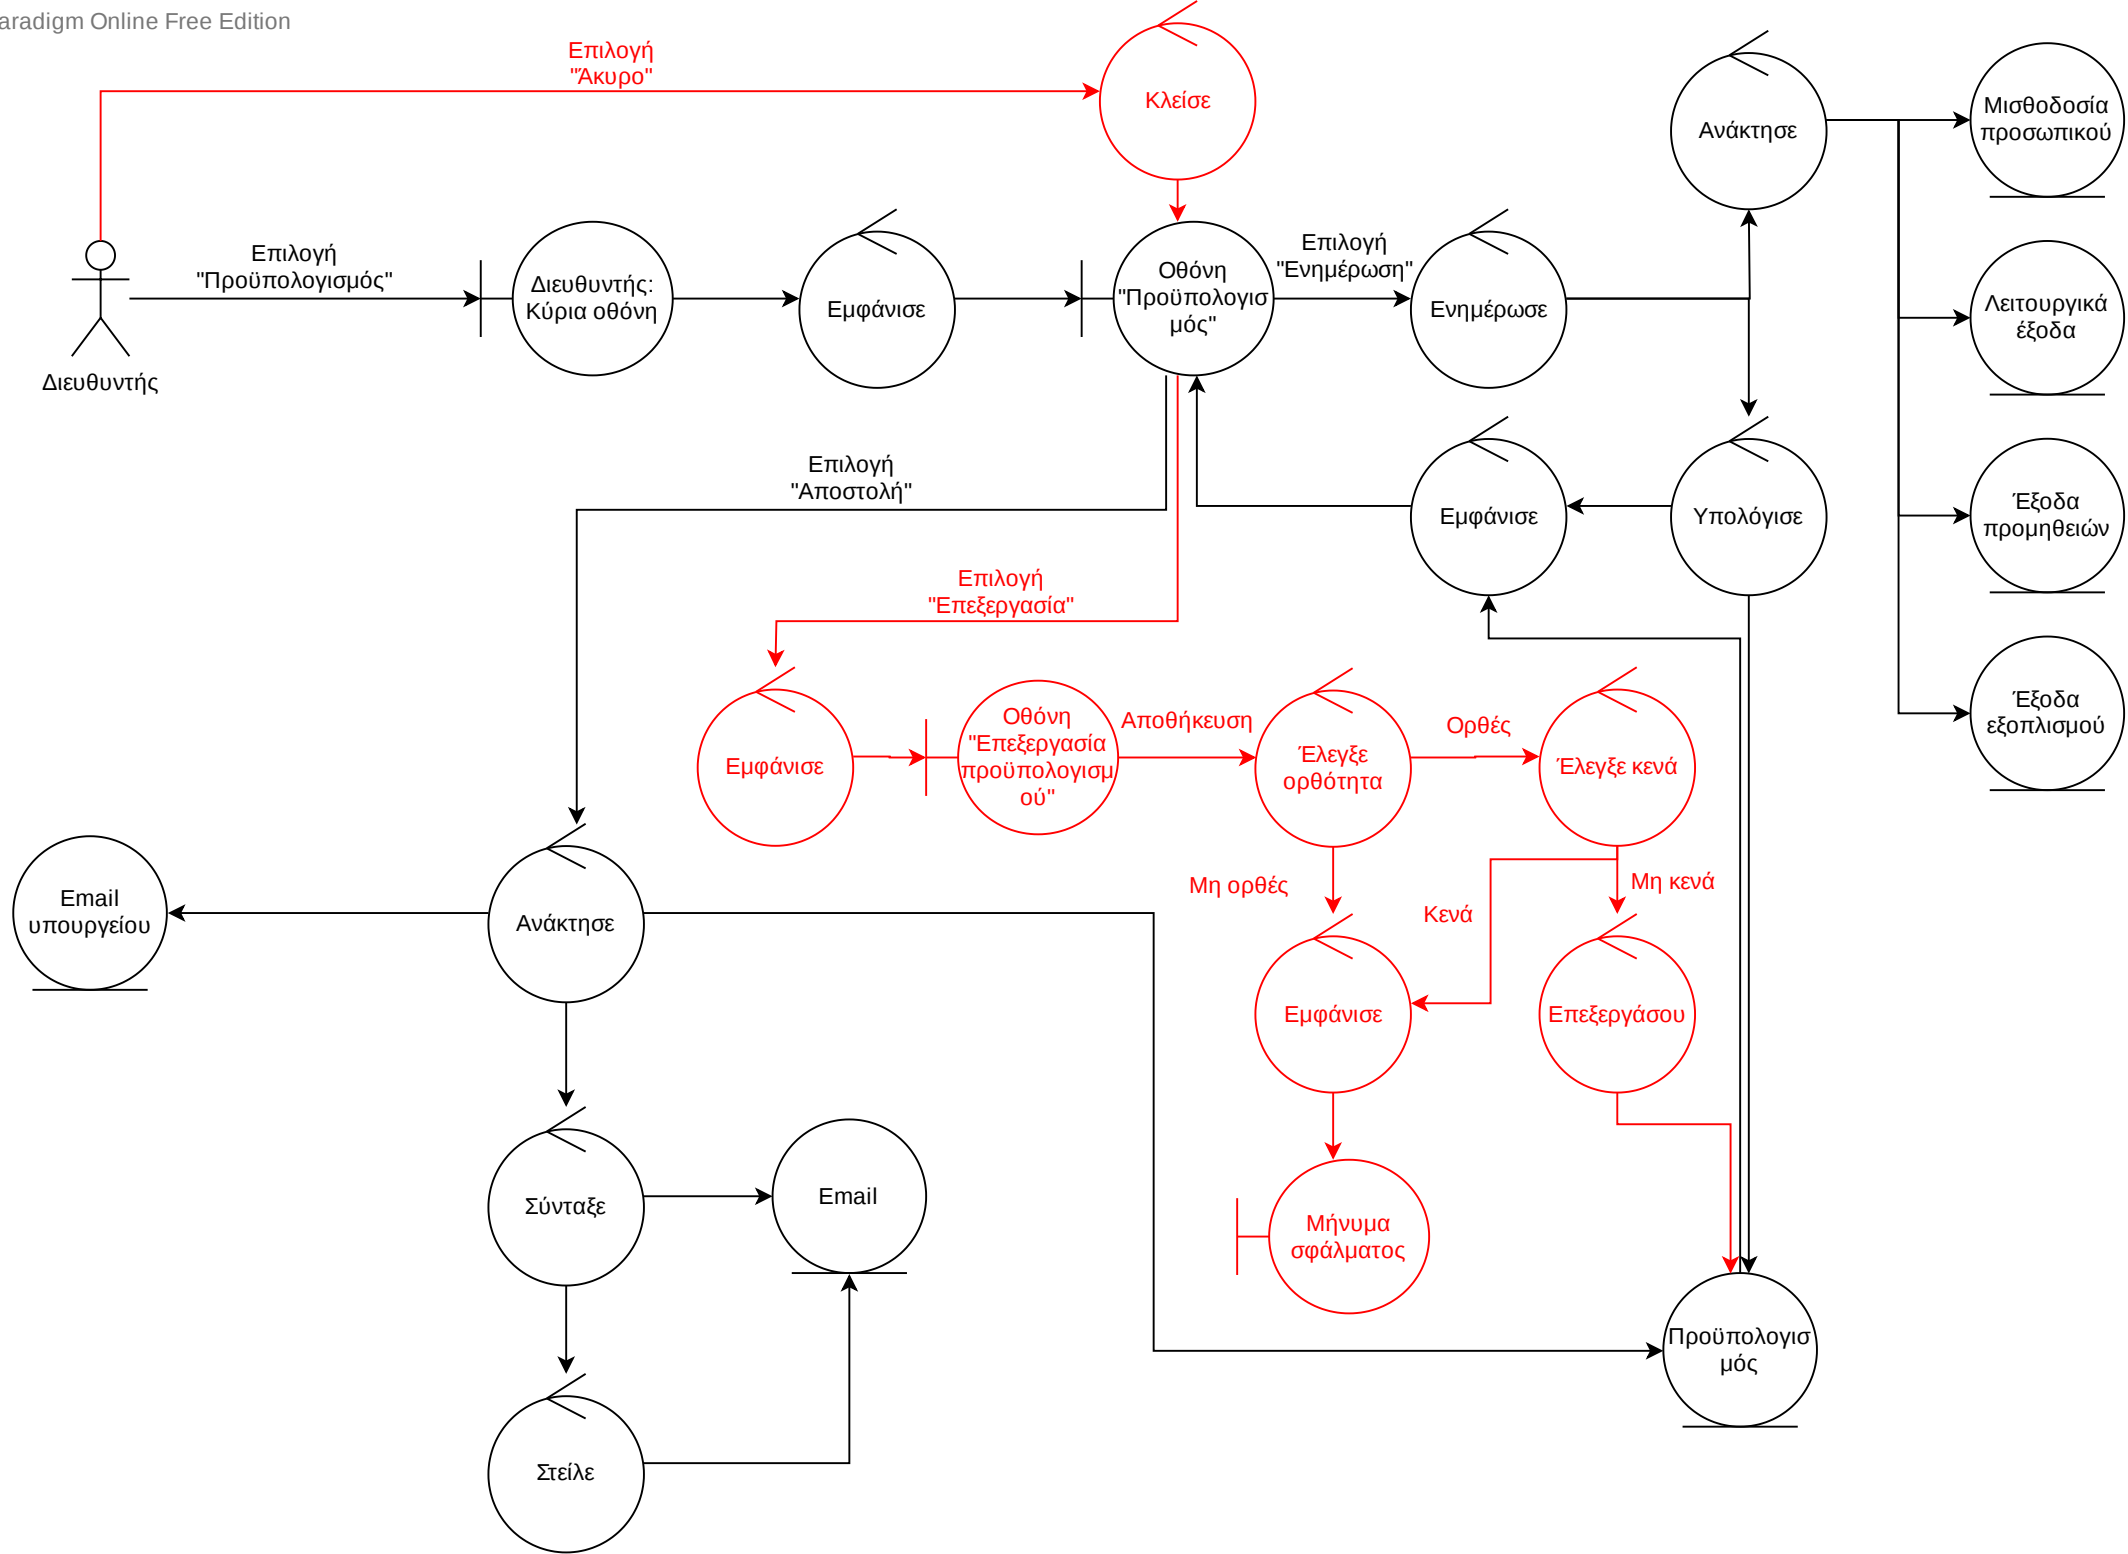 aradigm Online Free Edition
Επιλογή
"Άκυρο"
Κλείσε
Ανάκτησε
Μισθοδοσία
προσωπικού
Επιλογή
"Προϋπολογισμός"
Διευθυντής:
Κύρια οθόνη
Εμφάνισε
Οθόνη
"Προϋπολογισ
μός"
Επιλογή
"Ενημέρωση"
Ενημέρωσε
Λειτουργικά
έξοδα
Διευθυντής
Επιλογή
"Αποστολή"
Εμφάνισε
Υπολόγισε
Έξοδα
προμηθειών
Επιλογή
"Επεξεργασία"
Εμφάνισε
Οθόνη
"Επεξεργασία
προϋπολογισμ
ού"
Αποθήκευση
Έλεγξε
ορθότητα
Ορθές
Έλεγξε κενά
Έξοδα
εξοπλισμού
Email
υπουργείου
Ανάκτησε
Μη ορθές
Κενά
Μη κενά
Εμφάνισε
Επεξεργάσου
Σύνταξε
Email
Μήνυμα
σφάλματος
Προϋπολογισ
μός
Στείλε